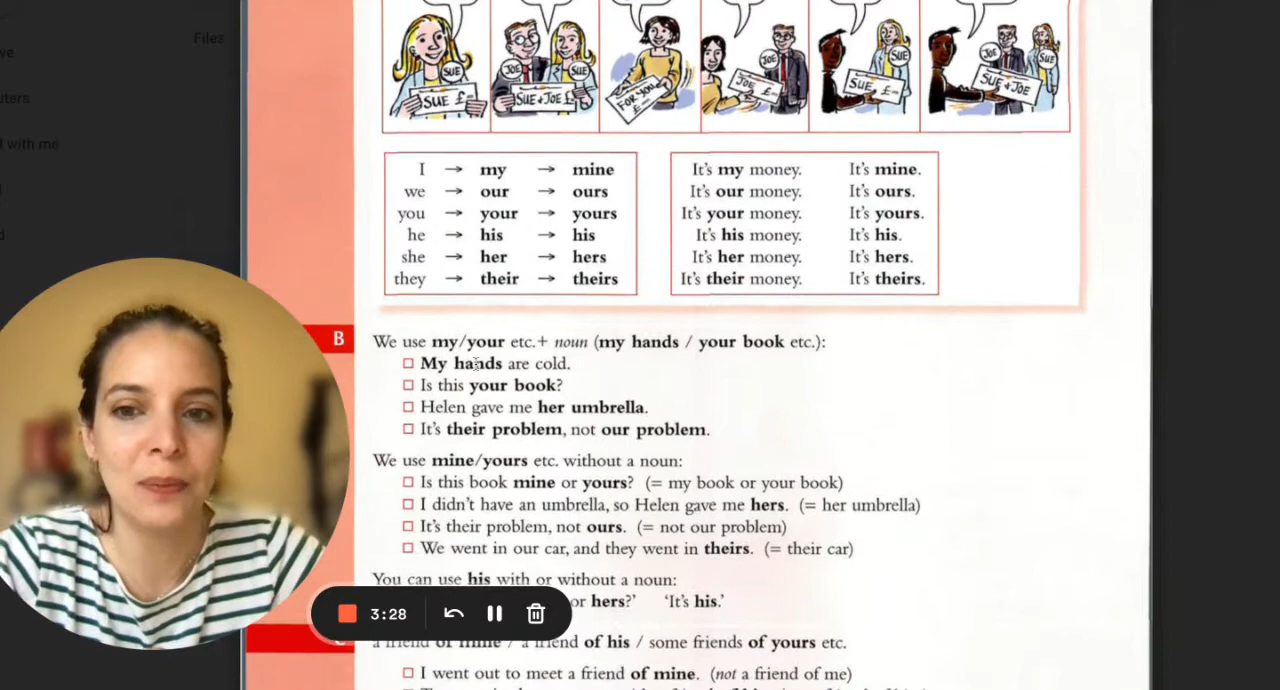 Files
ve
uters
d with me
d
SUE
SUE £
JOE
SUE
SUE + JOE £
FOR YOU
£
JOE
JOE £
SUE
SUE £
JOE
SUE
SUE + JOE
I → my → mine
we → our → ours
you → your → yours
he → his → his
she → her → hers
they → their → theirs
It's my money. It's mine.
It's our money. It's ours.
It's your money. It's yours.
It's his money. It's his.
It's her money. It's hers.
It's their money. It's theirs.
B
We use my/your etc.+ noun (my hands / your book etc.):
My hands are cold.
Is this your book?
Helen gave me her umbrella.
It's their problem, not our problem.
We use mine/yours etc. without a noun:
Is this book mine or yours? (= my book or your book)
I didn't have an umbrella, so Helen gave me hers. (= her umbrella)
It's their problem, not ours. (= not our problem)
We went in our car, and they went in theirs. (= their car)
You can use his with or without a noun:
or hers?' 'It's his.'
3:28
a friend of mine / a friend of his / some friends of yours etc.
I went out to meet a friend of mine. (not a friend of me)